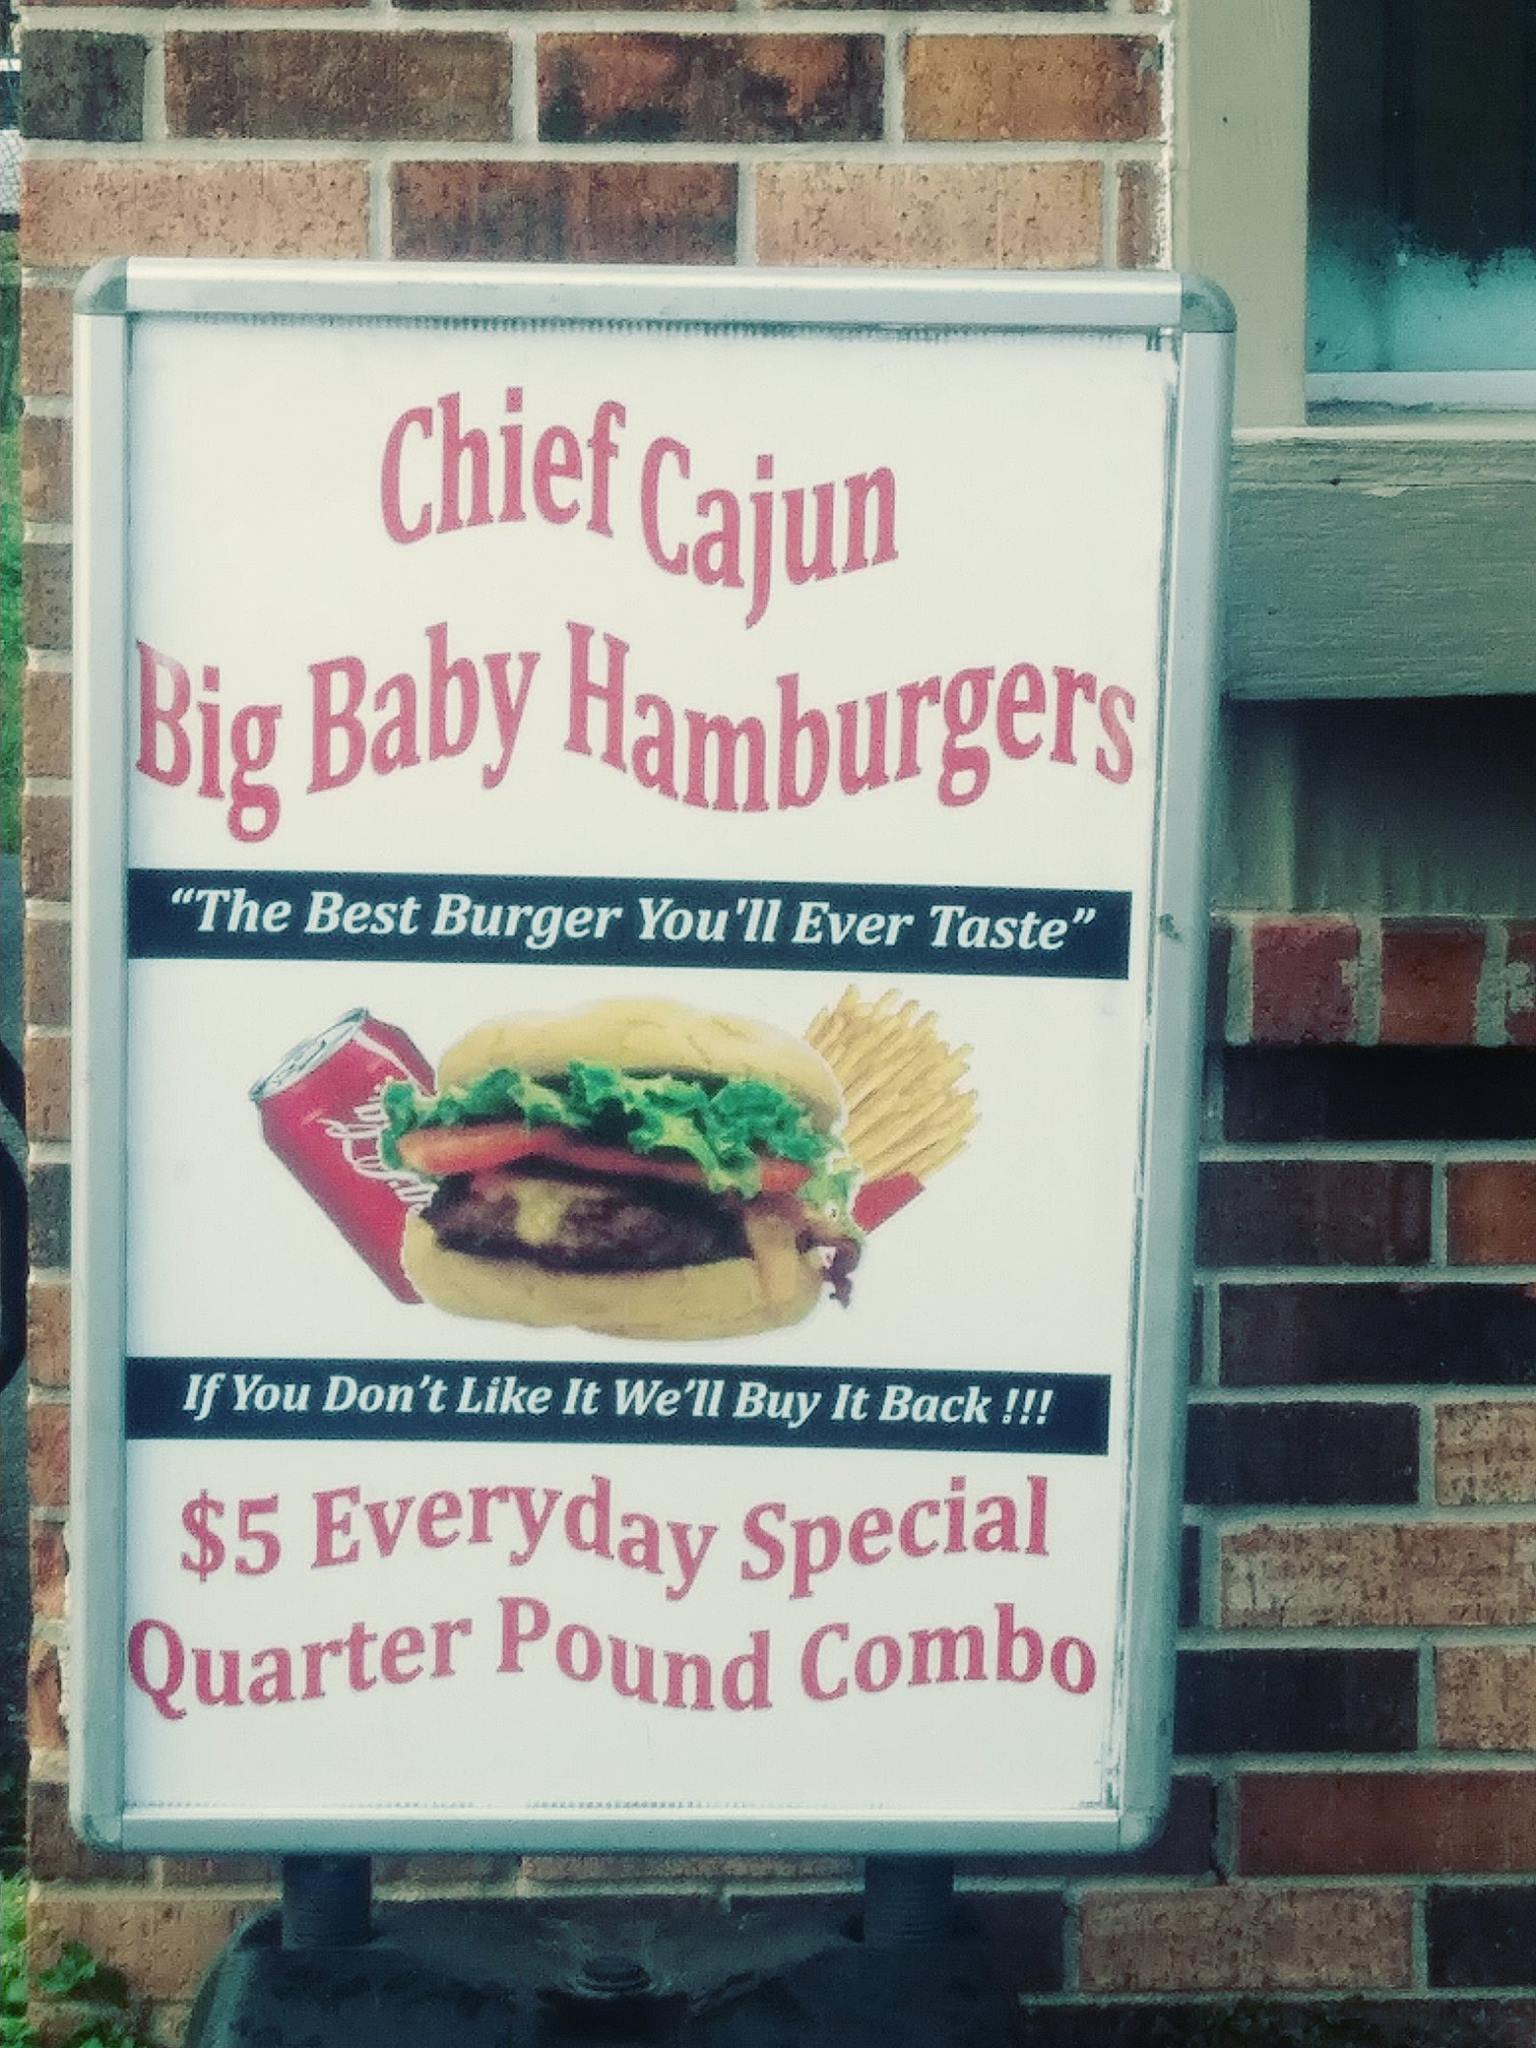 Chief Cajun
Big Baby Hamburgers
“The Best Burger You'll Ever Taste”
If You Don’t Like It We’ll Buy It Back !!!
$5 Everyday Special
Quarter Pound Combo